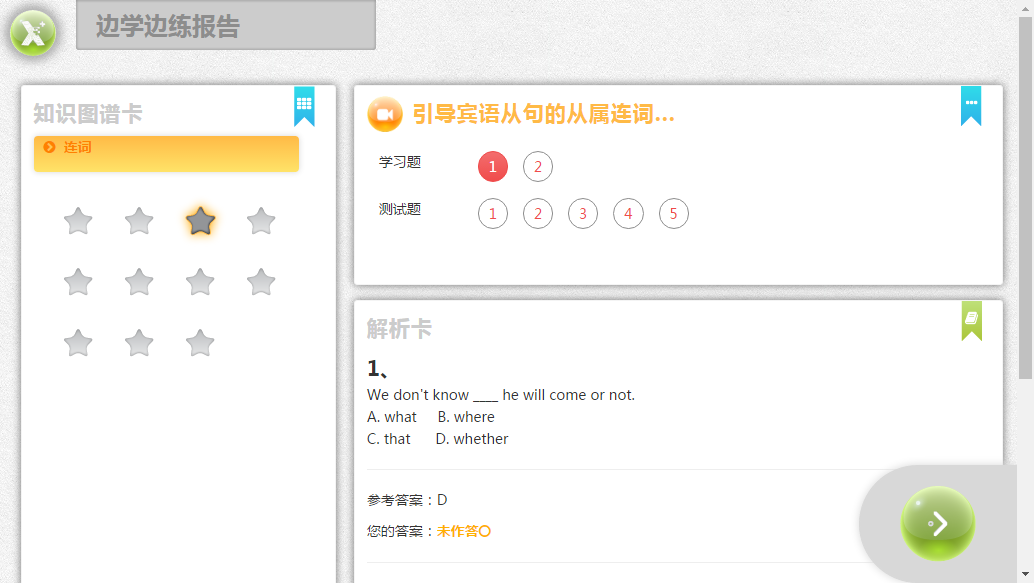 边学边练报告
知识图谱卡
连词
引导宾语从句的从属连词...
学习题 1 2
测试题 1 2 3 4 5
解析卡
1、
We don't know ____ he will come or not.
A. what B. where
C. that D. whether
参考答案：D
您的答案：未作答